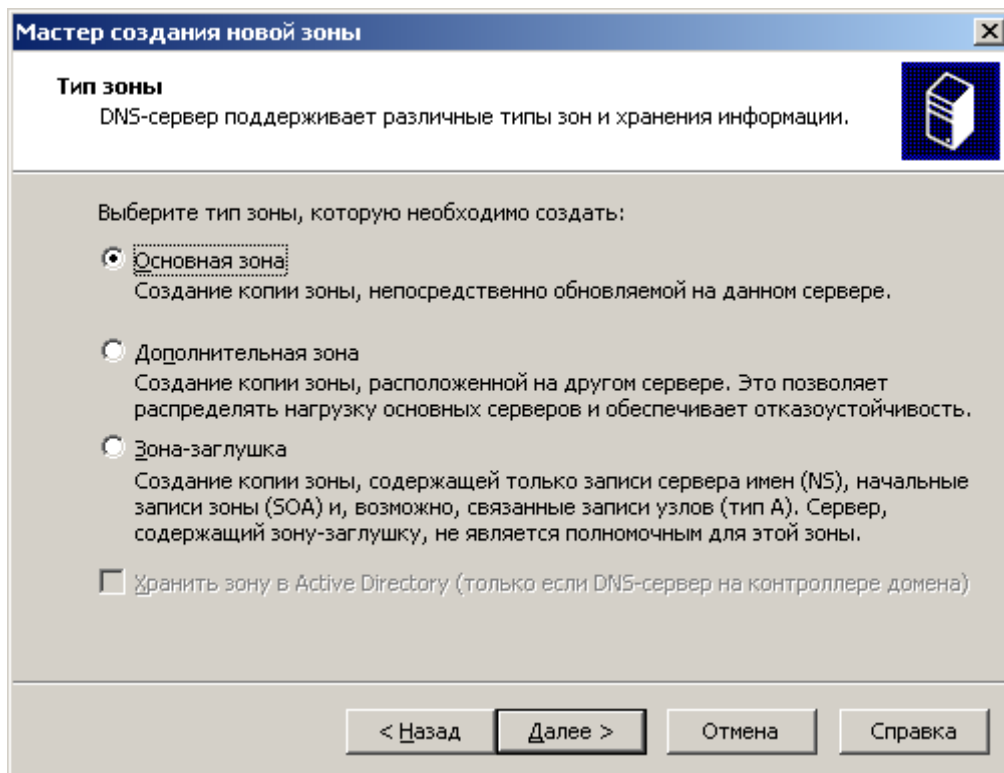 Мастер создания новой зоны
Тип зоны
DNS-сервер поддерживает различные типы зон и хранения информации.
Выберите тип зоны, которую необходимо создать:
Основная зона
Создание копии зоны, непосредственно обновляемой на данном сервере.
Дополнительная зона
Создание копии зоны, расположенной на другом сервере. Это позволяет
распределять нагрузку основных серверов и обеспечивает отказоустойчивость.
Зона-заглушка
Создание копии зоны, содержащей только записи сервера имен (NS), начальные
записи зоны (SOA) и, возможно, связанные записи узлов (тип A). Сервер,
содержащий зону-заглушку, не является полномочным для этой зоны.
Хранить зону в Active Directory (только если DNS-сервер на контроллере домена)
< Назад Далее > Отмена Справка